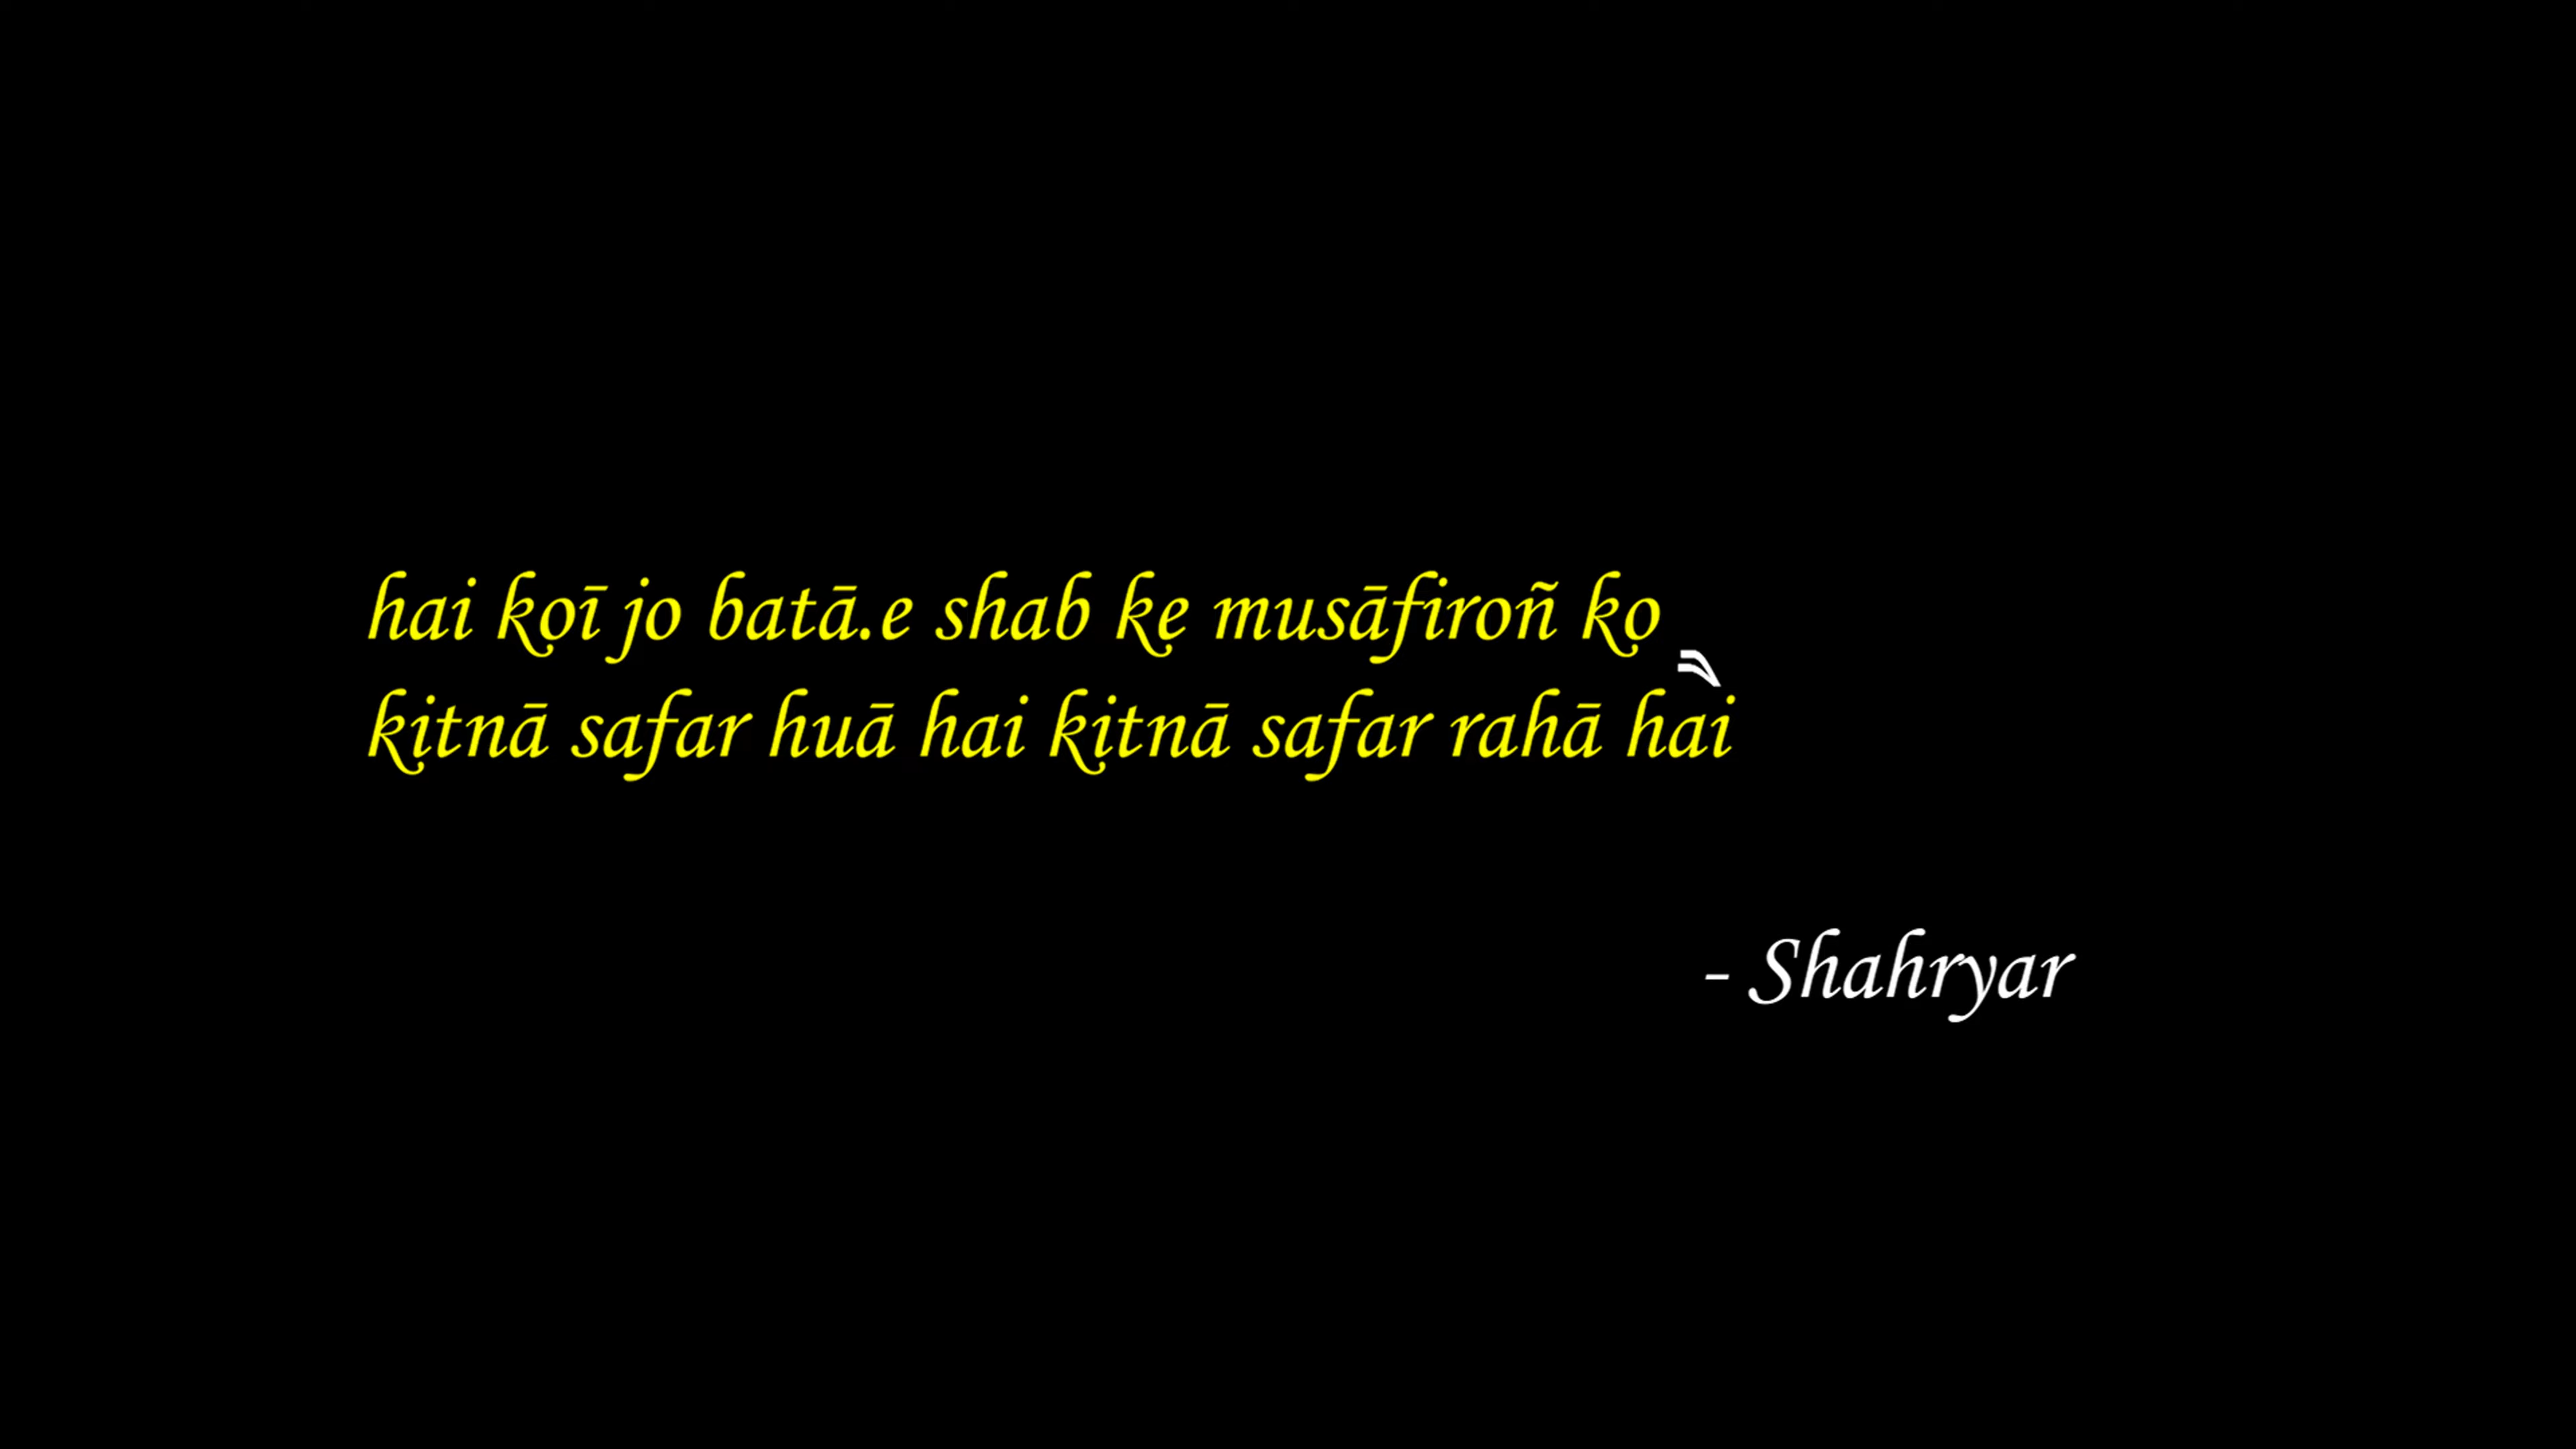 hai koī jo batā.e shab ke musāfiroñ ko
kitnā safar huā hai kitnā safar rahā hai
- Shahryar